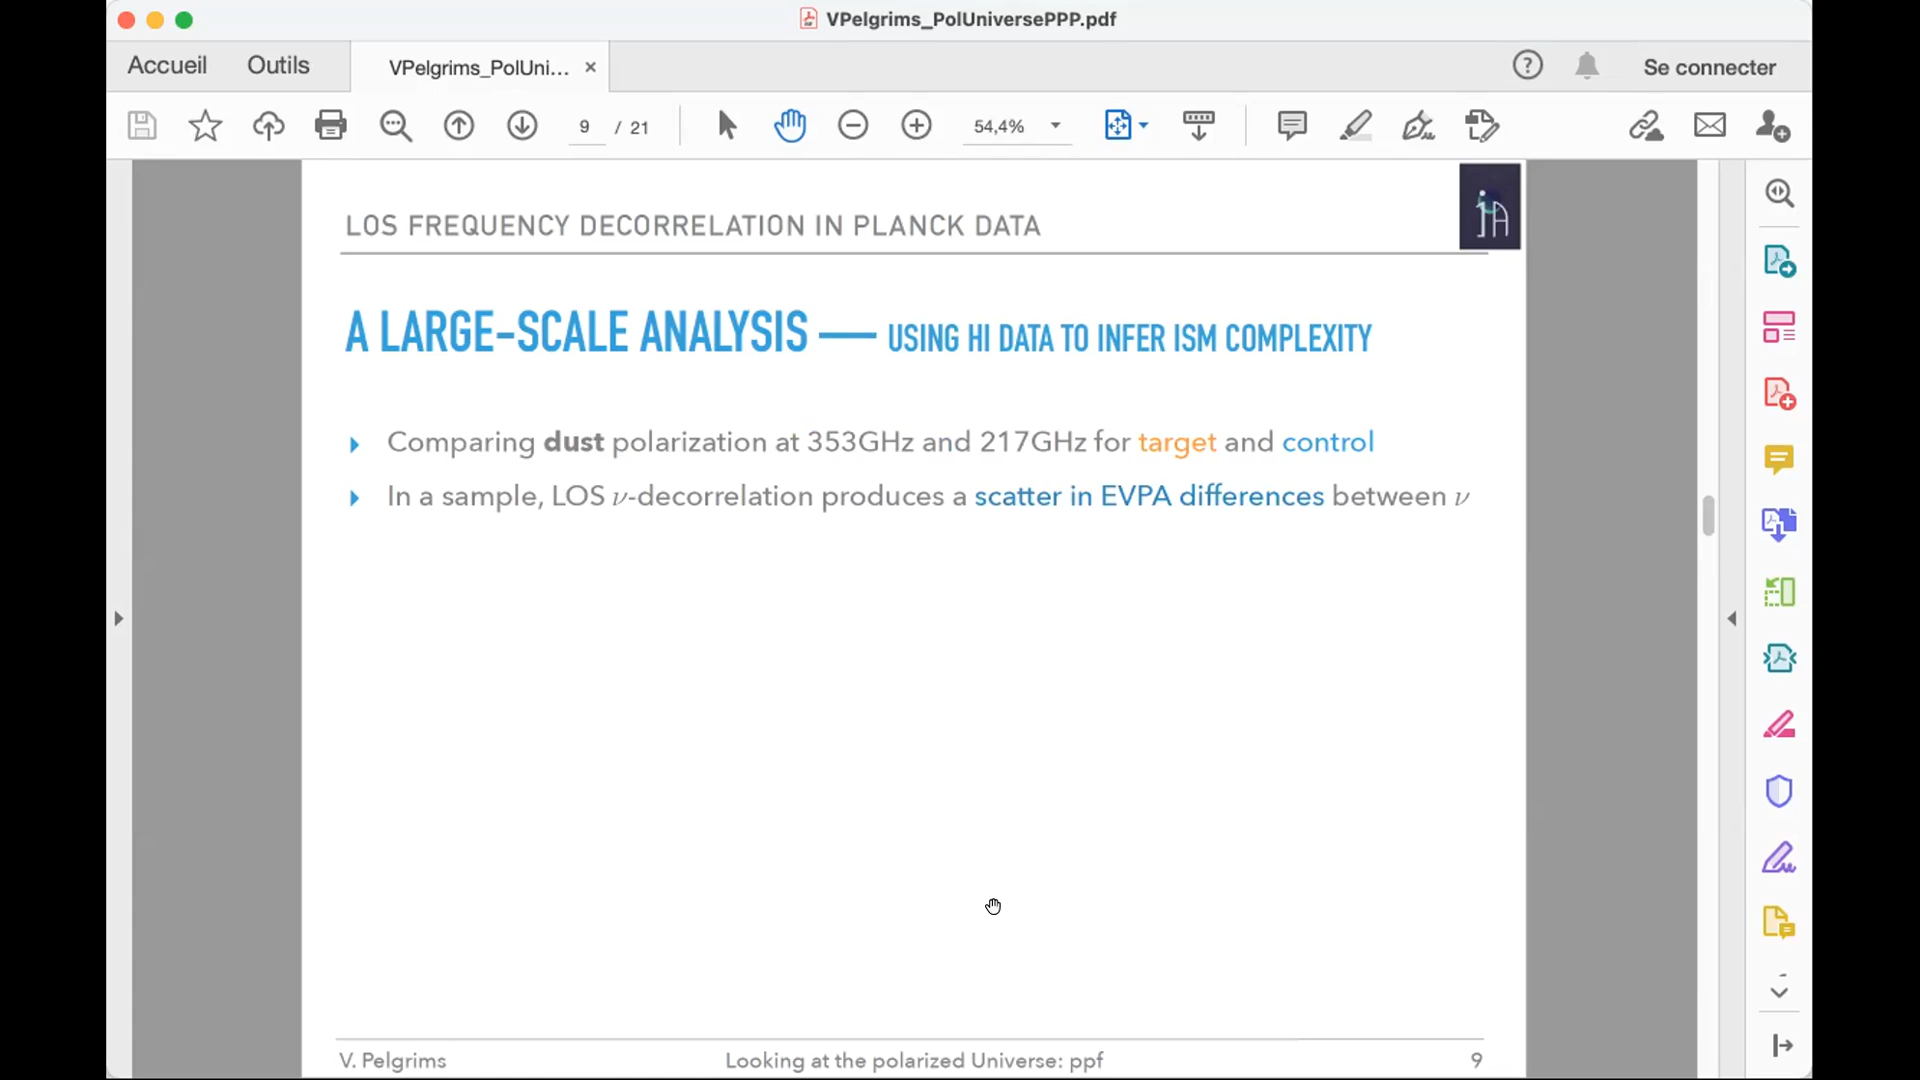 VPelgrims_PolUniversePPP.pdf
Accueil Outils VPelgrims_PolUni... × Se connecter
9 / 21 54,4%
LOS FREQUENCY DECORRELATION IN PLANCK DATA
A LARGE-SCALE ANALYSIS — USING HI DATA TO INFER ISM COMPLEXITY
Comparing dust polarization at 353GHz and 217GHz for target and control
In a sample, LOS ν-decorrelation produces a scatter in EVPA differences between ν
V. Pelgrims Looking at the polarized Universe: ppf 9